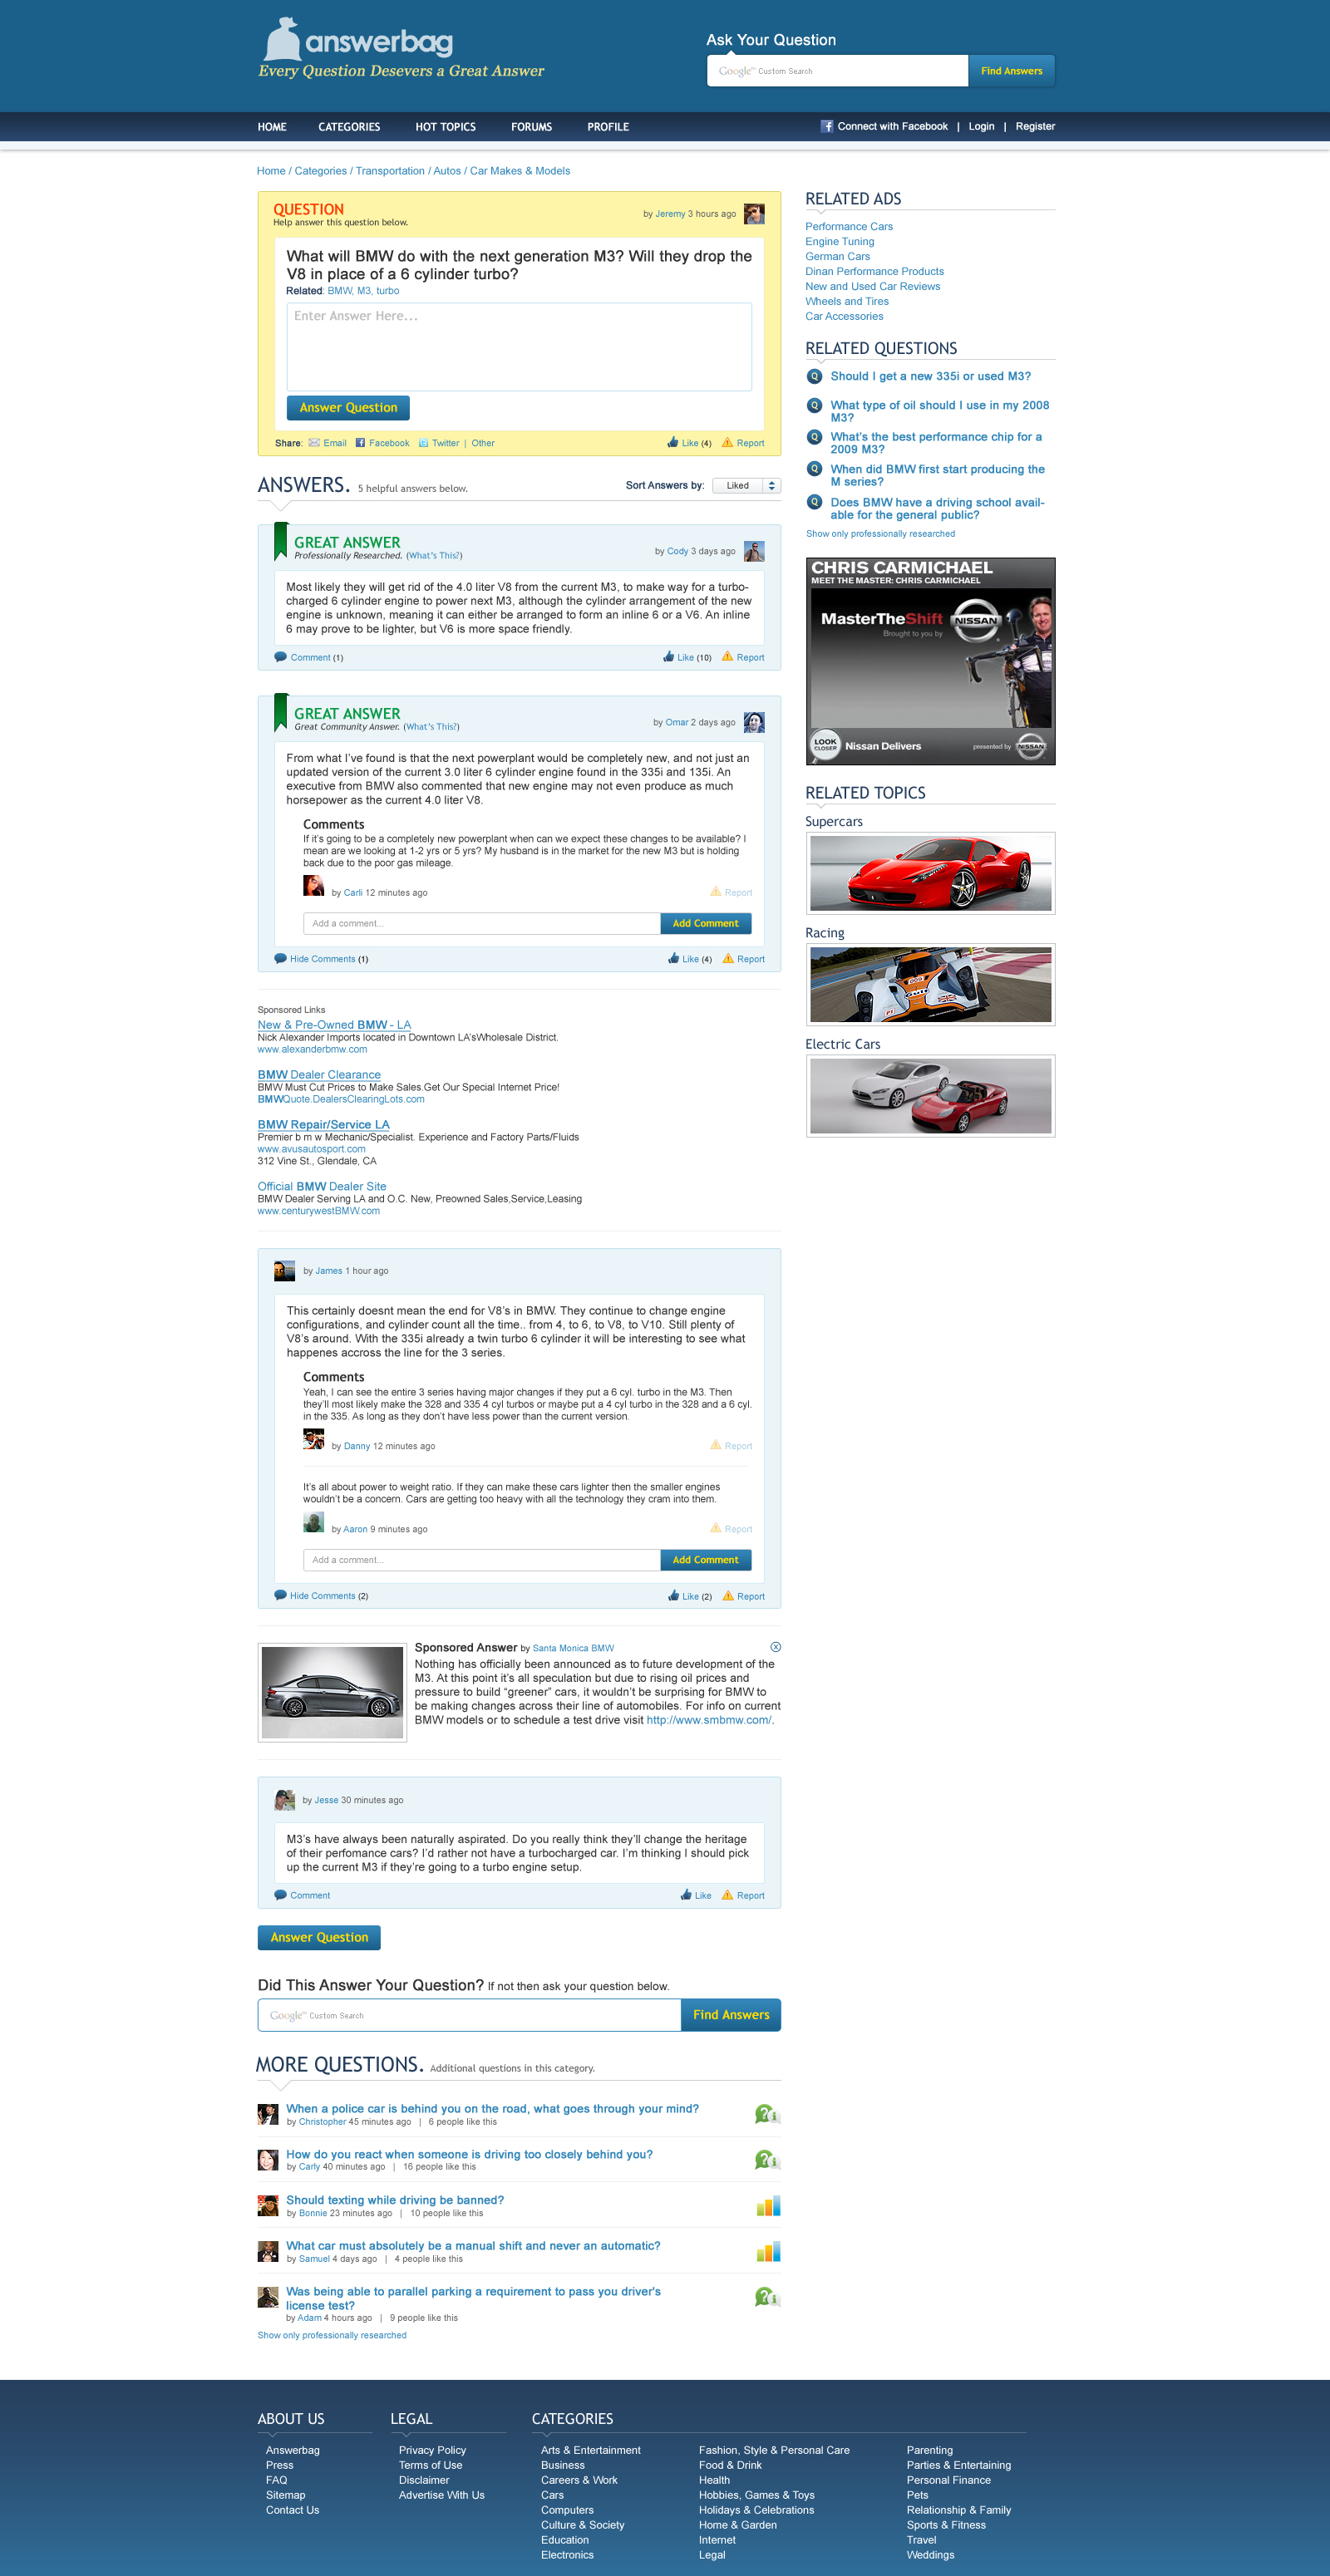 answerbag
Every Question Desevers a Great Answer
Ask Your Question
Google™ Custom Search
Find Answers
HOME CATEGORIES HOT TOPICS FORUMS PROFILE
Connect with Facebook | Login | Register
Home / Categories / Transportation / Autos / Car Makes & Models
QUESTION
Help answer this question below.
by Jeremy 3 hours ago
What will BMW do with the next generation M3? Will they drop the
V8 in place of a 6 cylinder turbo?
Related: BMW, M3, turbo
Enter Answer Here...
Answer Question
Share: Email Facebook Twitter | Other
Like (4) Report
ANSWERS. 5 helpful answers below.
Sort Answers by: Liked
GREAT ANSWER
Professionally Researched. (What's This?)
by Cody 3 days ago
Most likely they will get rid of the 4.0 liter V8 from the current M3, to make way for a turbo-
charged 6 cylinder engine to power next M3, although the cylinder arrangement of the new
engine is unknown, meaning it can either be arranged to form an inline 6 or a V6. An inline
6 may prove to be lighter, but V6 is more space friendly.
Comment (1)
Like (10) Report
GREAT ANSWER
Great Community Answer. (What's This?)
by Omar 2 days ago
From what I've found is that the next powerplant would be completely new, and not just an
updated version of the current 3.0 liter 6 cylinder engine found in the 335i and 135i. An
executive from BMW also commented that new engine may not even produce as much
horsepower as the current 4.0 liter V8.
Comments
If it's going to be a completely new powerplant when can we expect these changes to be available? I
mean are we looking at 1-2 yrs or 5 yrs? My husband is in the market for the new M3 but is holding
back due to the poor gas mileage.
by Carli 12 minutes ago
Report
Add a comment...
Add Comment
Hide Comments (1)
Like (4) Report
Sponsored Links
New & Pre-Owned BMW - LA
Nick Alexander Imports located in Downtown LA'sWholesale District.
www.alexanderbmw.com
BMW Dealer Clearance
BMW Must Cut Prices to Make Sales.Get Our Special Internet Price!
BMWQuote.DealersClearingLots.com
BMW Repair/Service LA
Premier b m w Mechanic/Specialist. Experience and Factory Parts/Fluids
www.avusautosport.com
312 Vine St., Glendale, CA
Official BMW Dealer Site
BMW Dealer Serving LA and O.C. New, Preowned Sales,Service,Leasing
www.centurywestBMW.com
by James 1 hour ago
This certainly doesnt mean the end for V8's in BMW. They continue to change engine
configurations, and cylinder count all the time.. from 4, to 6, to V8, to V10. Still plenty of
V8's around. With the 335i already a twin turbo 6 cylinder it will be interesting to see what
happenes accross the line for the 3 series.
Comments
Yeah, I can see the entire 3 series having major changes if they put a 6 cyl. turbo in the M3. Then
they'll most likely make the 328 and 335 4 cyl turbos or maybe put a 4 cyl turbo in the 328 and a 6 cyl.
in the 335. As long as they don't have less power than the current version.
by Danny 12 minutes ago
Report
It's all about power to weight ratio. If they can make these cars lighter then the smaller engines
wouldn't be a concern. Cars are getting too heavy with all the technology they cram into them.
by Aaron 9 minutes ago
Report
Add a comment...
Add Comment
Hide Comments (2)
Like (2) Report
Sponsored Answer by Santa Monica BMW
Nothing has officially been announced as to future development of the
M3. At this point it's all speculation but due to rising oil prices and
pressure to build “greener” cars, it wouldn't be surprising for BMW to
be making changes across their line of automobiles. For info on current
BMW models or to schedule a test drive visit http://www.smbmw.com/.
by Jesse 30 minutes ago
M3's have always been naturally aspirated. Do you really think they'll change the heritage
of their perfomance cars? I'd rather not have a turbocharged car. I'm thinking I should pick
up the current M3 if they're going to a turbo engine setup.
Comment
Like Report
Answer Question
Did This Answer Your Question? If not then ask your question below.
Google™ Custom Search
Find Answers
MORE QUESTIONS. Additional questions in this category.
When a police car is behind you on the road, what goes through your mind?
by Christopher 45 minutes ago | 6 people like this
How do you react when someone is driving too closely behind you?
by Carly 40 minutes ago | 16 people like this
Should texting while driving be banned?
by Bonnie 23 minutes ago | 10 people like this
What car must absolutely be a manual shift and never an automatic?
by Samuel 4 days ago | 4 people like this
Was being able to parallel parking a requirement to pass you driver's
license test?
by Adam 4 hours ago | 9 people like this
Show only professionally researched
RELATED ADS
Performance Cars
Engine Tuning
German Cars
Dinan Performance Products
New and Used Car Reviews
Wheels and Tires
Car Accessories
RELATED QUESTIONS
Q Should I get a new 335i or used M3?
Q What type of oil should I use in my 2008
M3?
Q What's the best performance chip for a
2009 M3?
Q When did BMW first start producing the
M series?
Q Does BMW have a driving school avail-
able for the general public?
Show only professionally researched
CHRIS CARMICHAEL
MEET THE MASTER: CHRIS CARMICHAEL
MasterTheShift
Brought to you by
NISSAN
LOOK
CLOSER
Nissan Delivers
presented by NISSAN
RELATED TOPICS
Supercars
Racing
Gulf
Electric Cars
ABOUT US
Answerbag
Press
FAQ
Sitemap
Contact Us
LEGAL
Privacy Policy
Terms of Use
Disclaimer
Advertise With Us
CATEGORIES
Arts & Entertainment
Business
Careers & Work
Cars
Computers
Culture & Society
Education
Electronics
Fashion, Style & Personal Care
Food & Drink
Health
Hobbies, Games & Toys
Holidays & Celebrations
Home & Garden
Internet
Legal
Parenting
Parties & Entertaining
Personal Finance
Pets
Relationship & Family
Sports & Fitness
Travel
Weddings